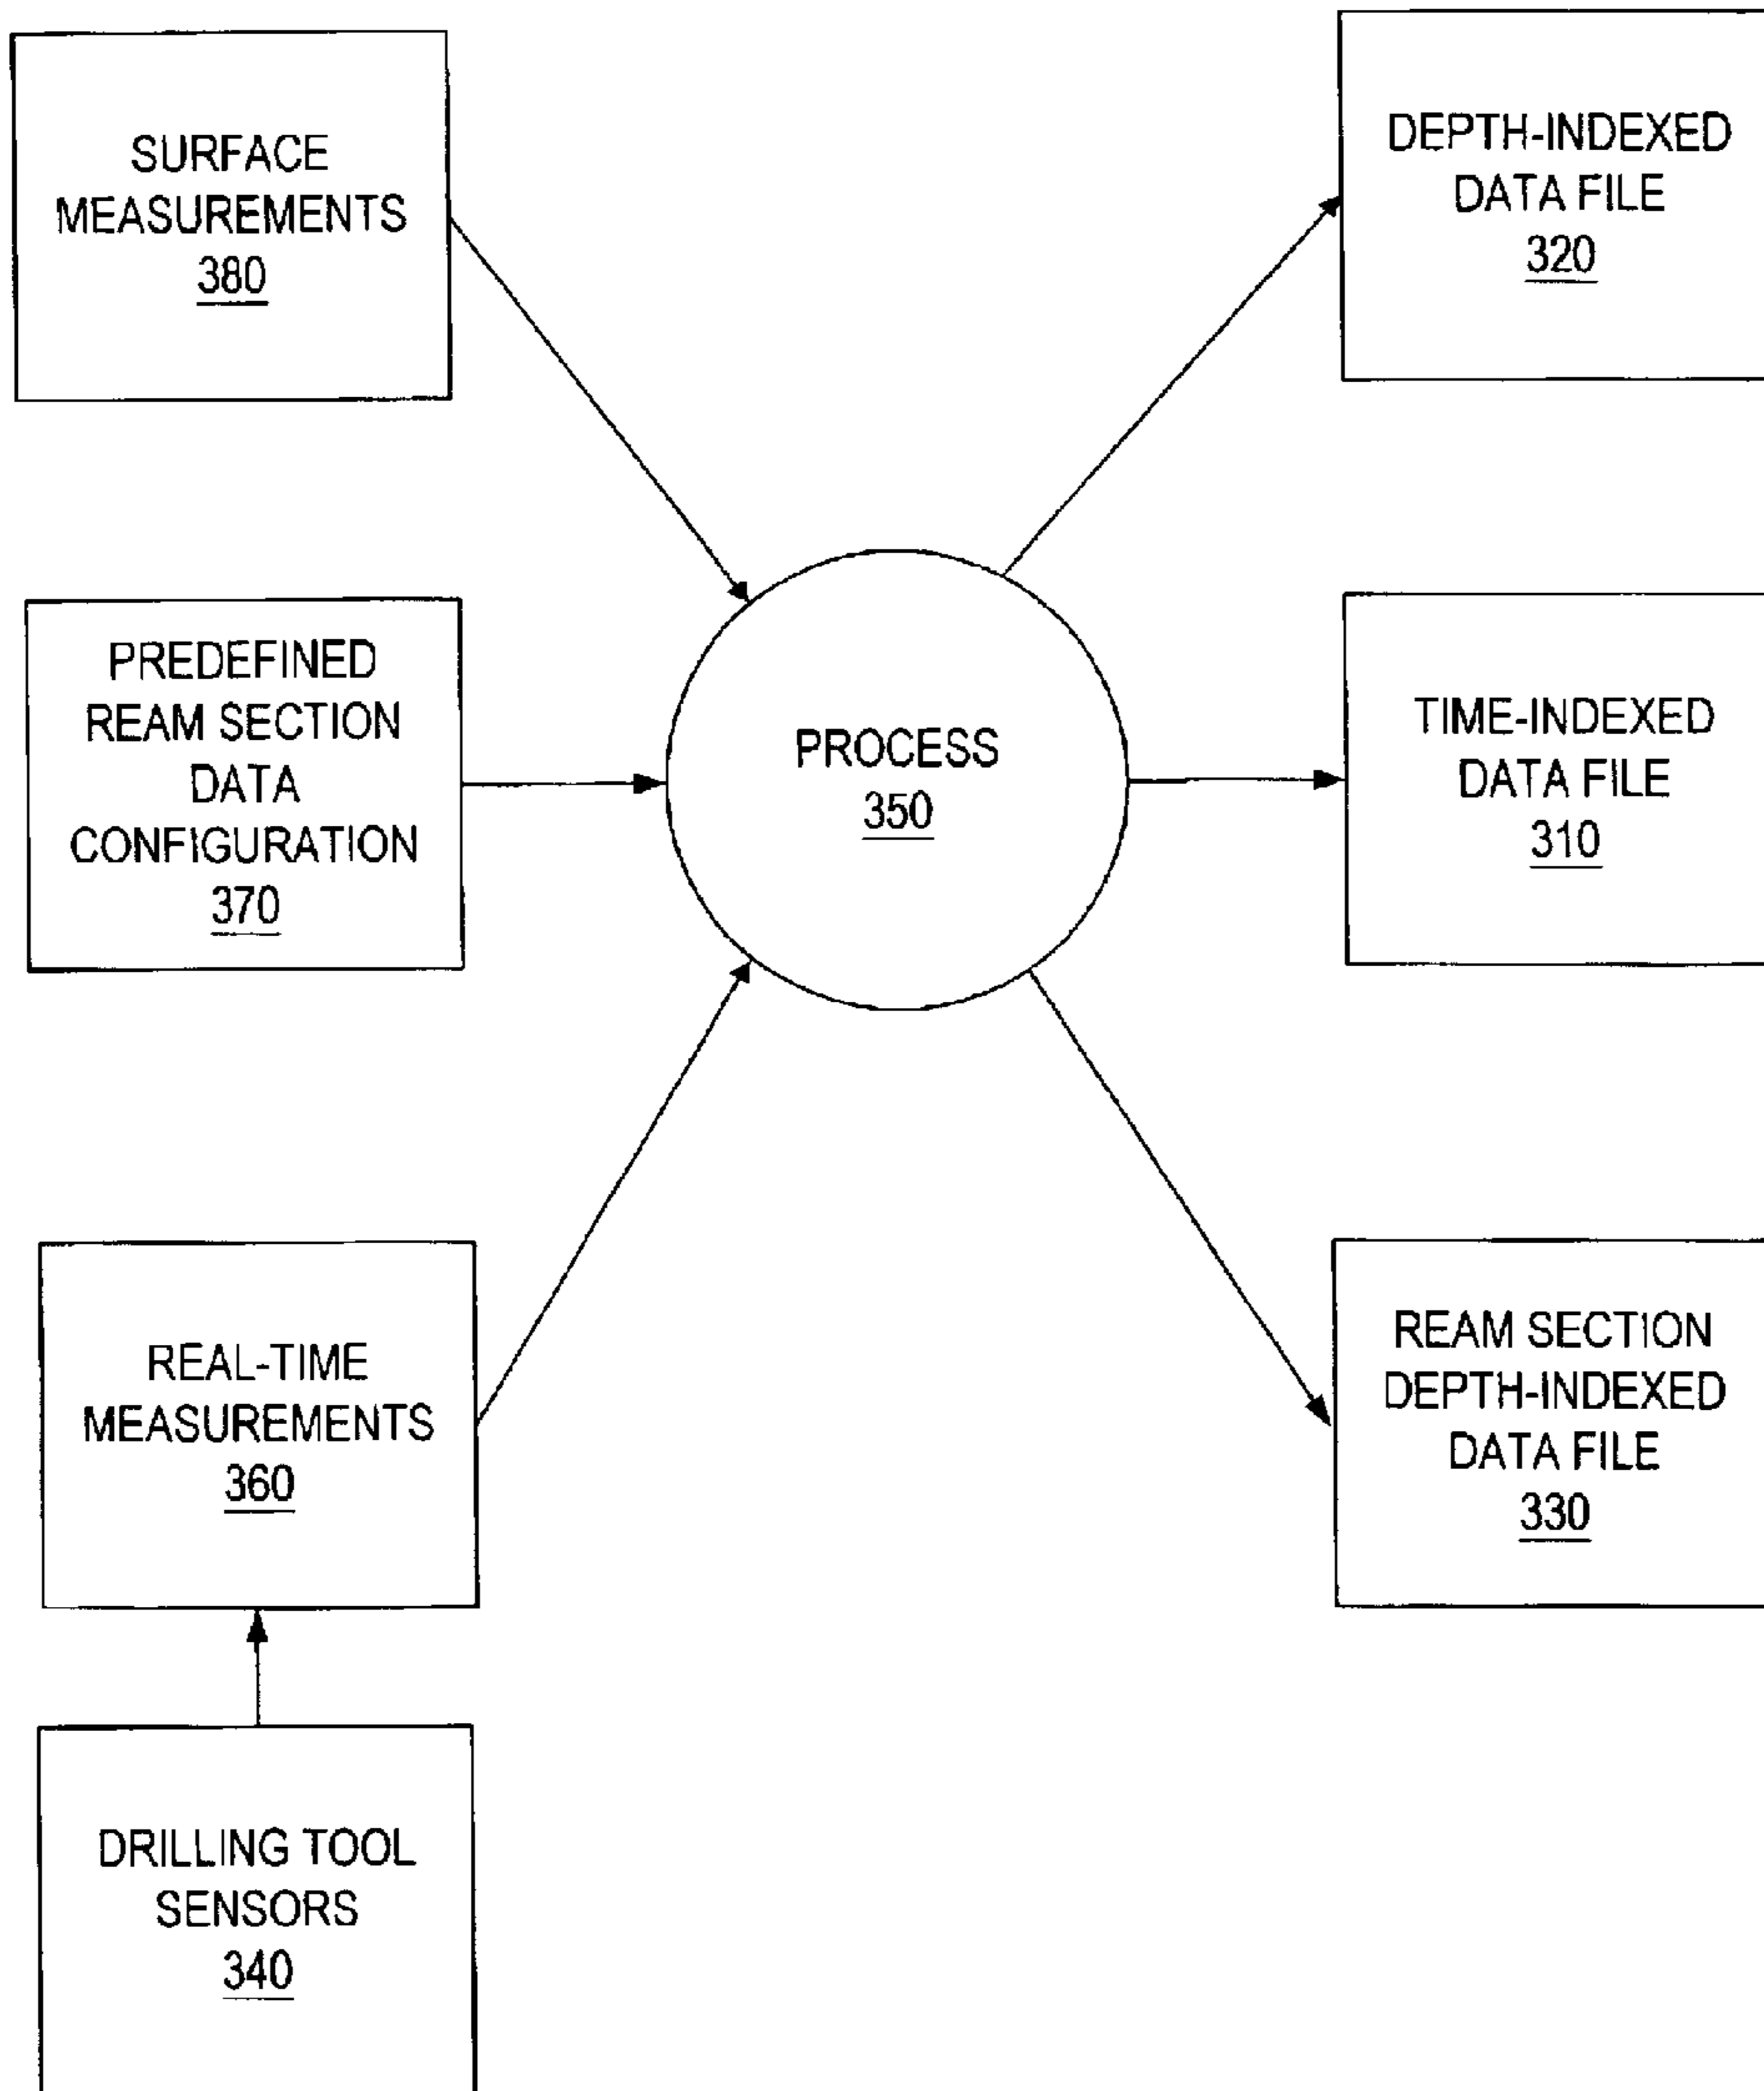 SURFACE
MEASUREMENTS
380
DEPTH-INDEXED
DATA FILE
320
PREDEFINED
REAM SECTION
DATA
CONFIGURATION
370
PROCESS
350
TIME-INDEXED
DATA FILE
310
REAL-TIME
MEASUREMENTS
360
REAM SECTION
DEPTH-INDEXED
DATA FILE
330
DRILLING TOOL
SENSORS
340